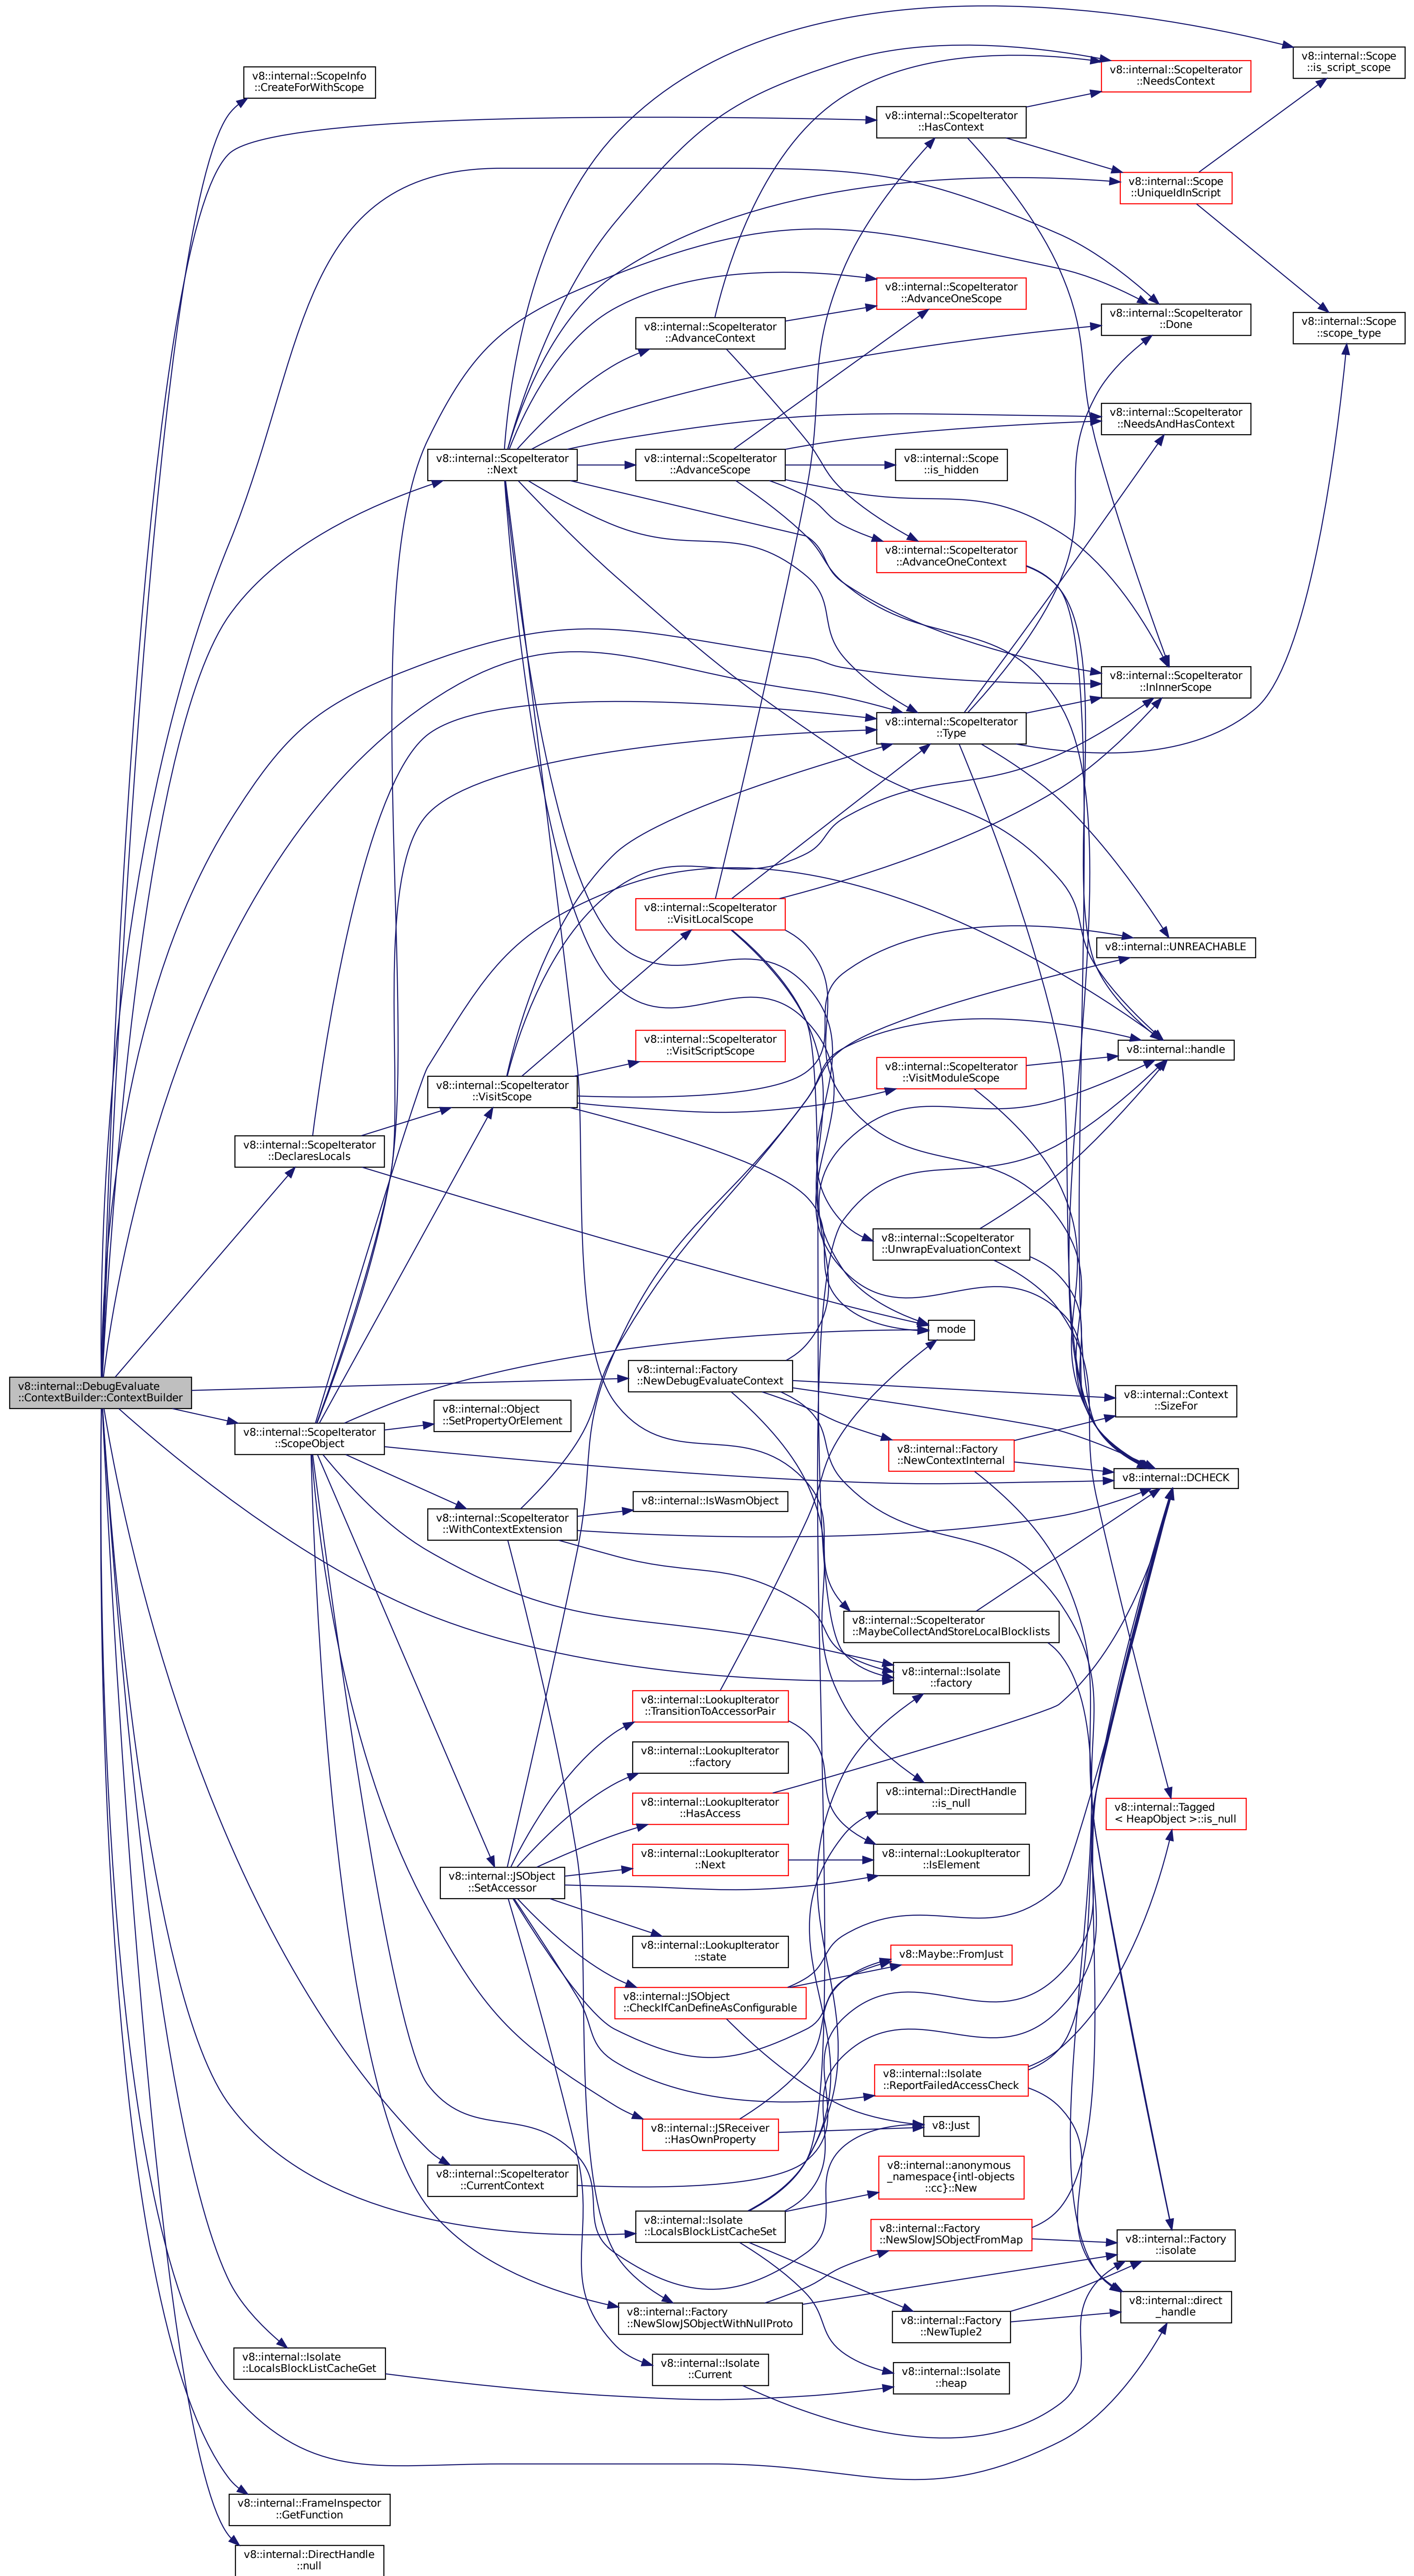 v8::internal::DebugEvaluate
::ContextBuilder::ContextBuilder
v8::internal::ScopeInfo
::CreateForWithScope
v8::internal::ScopeIterator
::DeclaresLocals
v8::internal::ScopeIterator
::ScopeObject
v8::internal::Isolate
::LocalsBlockListCacheGet
v8::internal::FrameInspector
::GetFunction
v8::internal::DirectHandle
::null
v8::internal::ScopeIterator
::Next
v8::internal::ScopeIterator
::VisitScope
v8::internal::Object
::SetPropertyOrElement
v8::internal::ScopeIterator
::WithContextExtension
v8::internal::JSObject
::SetAccessor
v8::internal::ScopeIterator
::CurrentContext
v8::internal::ScopeIterator
::AdvanceContext
v8::internal::ScopeIterator
::AdvanceScope
v8::internal::ScopeIterator
::VisitLocalScope
v8::internal::ScopeIterator
::VisitScriptScope
v8::internal::Factory
::NewDebugEvaluateContext
v8::internal::IsWasmObject
v8::internal::LookupIterator
::TransitionToAccessorPair
v8::internal::LookupIterator
::factory
v8::internal::LookupIterator
::HasAccess
v8::internal::LookupIterator
::Next
v8::internal::LookupIterator
::state
v8::internal::JSObject
::CheckIfCanDefineAsConfigurable
v8::internal::JSReceiver
::HasOwnProperty
v8::internal::Isolate
::LocalsBlockListCacheSet
v8::internal::Factory
::NewSlowJSObjectWithNullProto
v8::internal::Isolate
::Current
v8::internal::ScopeIterator
::HasContext
v8::internal::ScopeIterator
::AdvanceOneScope
v8::internal::Scope
::is_hidden
v8::internal::ScopeIterator
::AdvanceOneContext
v8::internal::ScopeIterator
::Type
v8::internal::ScopeIterator
::VisitModuleScope
v8::internal::ScopeIterator
::UnwrapEvaluationContext
mode
v8::internal::Factory
::NewContextInternal
v8::internal::ScopeIterator
::MaybeCollectAndStoreLocalBlocklists
v8::internal::Isolate
::factory
v8::internal::DirectHandle
::is_null
v8::internal::LookupIterator
::IsElement
v8::Maybe::FromJust
v8::internal::Isolate
::ReportFailedAccessCheck
v8::Just
v8::internal::anonymous
_namespace{intl-objects
::cc}::New
v8::internal::Factory
::NewSlowJSObjectFromMap
v8::internal::Factory
::NewTuple2
v8::internal::Isolate
::heap
v8::internal::ScopeIterator
::NeedsContext
v8::internal::Scope
::UniqueIdInScript
v8::internal::ScopeIterator
::Done
v8::internal::ScopeIterator
::NeedsAndHasContext
v8::internal::ScopeIterator
::InInnerScope
v8::internal::UNREACHABLE
v8::internal::handle
v8::internal::Context
::SizeFor
v8::internal::DCHECK
v8::internal::Tagged
< HeapObject >::is_null
v8::internal::Factory
::isolate
v8::internal::direct
_handle
v8::internal::Scope
::is_script_scope
v8::internal::Scope
::scope_type